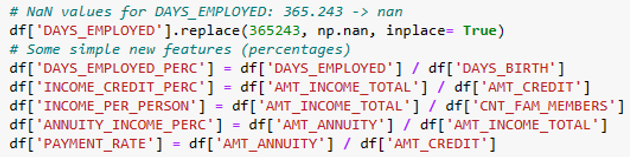 # NaN values for DAYS_EMPLOYED: 365.243 -> nan
df['DAYS_EMPLOYED'].replace(365243, np.nan, inplace= True)
# Some simple new features (percentages)
df['DAYS_EMPLOYED_PERC'] = df['DAYS_EMPLOYED'] / df['DAYS_BIRTH']
df['INCOME_CREDIT_PERC'] = df['AMT_INCOME_TOTAL'] / df['AMT_CREDIT']
df['INCOME_PER_PERSON'] = df['AMT_INCOME_TOTAL'] / df['CNT_FAM_MEMBERS']
df['ANNUITY_INCOME_PERC'] = df['AMT_ANNUITY'] / df['AMT_INCOME_TOTAL']
df['PAYMENT_RATE'] = df['AMT_ANNUITY'] / df['AMT_CREDIT']